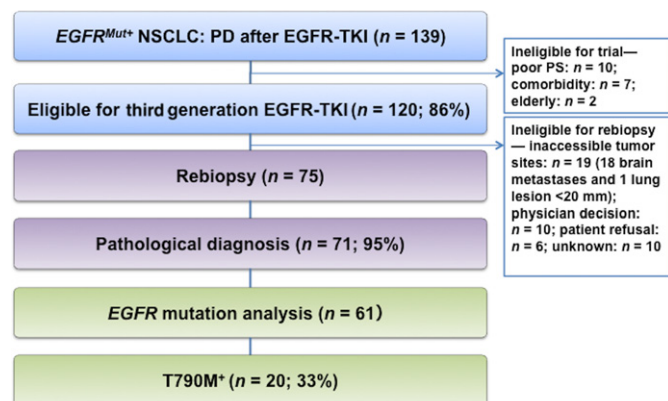 EGFRMut+ NSCLC: PD after EGFR-TKI (n = 139)
Ineligible for trial—
poor PS: n = 10;
comorbidity: n = 7;
elderly: n = 2
Eligible for third generation EGFR-TKI (n = 120; 86%)
Ineligible for rebiopsy
— inaccessible tumor
sites: n = 19 (18 brain
metastases and 1 lung
lesion <20 mm);
physician decision:
n = 10; patient refusal:
n = 6; unknown: n = 10
Rebiopsy (n = 75)
Pathological diagnosis (n = 71; 95%)
EGFR mutation analysis (n = 61)
T790M+ (n = 20; 33%)